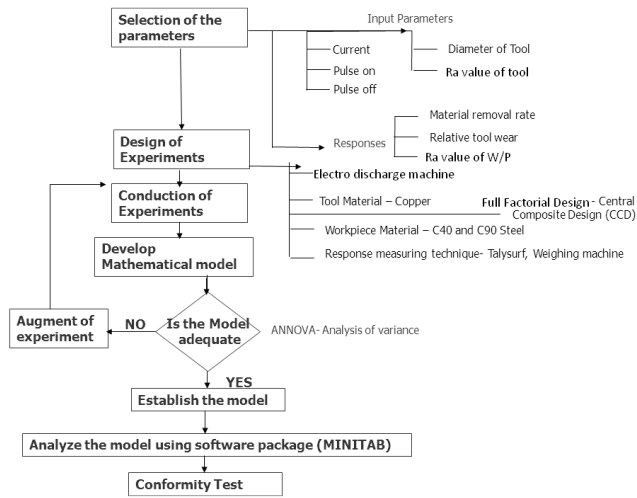 Selection of the
parameters
Input Parameters
Current
Pulse on
Pulse off
Diameter of Tool
Ra value of tool
Responses
Material removal rate
Relative tool wear
Ra value of W/P
Design of
Experiments
Electro discharge machine
Tool Material – Copper
Full Factorial Design - Central
Composite Design (CCD)
Workpiece Material – C40 and C90 Steel
Response measuring technique- Talysurf, Weighing machine
Conduction of
Experiments
Develop
Mathematical model
Augment of
experiment
NO
Is the Model
adequate
ANNOVA- Analysis of variance
YES
Establish the model
Analyze the model using software package (MINITAB)
Conformity Test